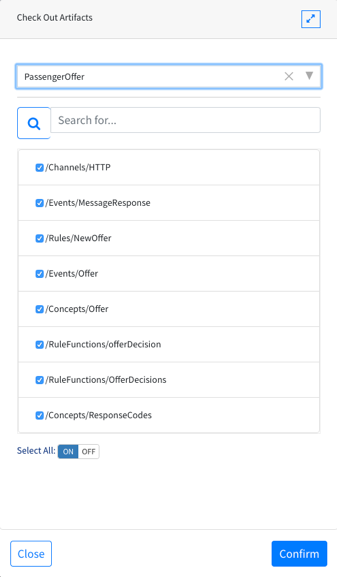 Check Out Artifacts
PassengerOffer
Search for...
/Channels/HTTP
/Events/MessageResponse
/Rules/NewOffer
/Events/Offer
/Concepts/Offer
/RuleFunctions/offerDecision
/RuleFunctions/OfferDecisions
/Concepts/ResponseCodes
Select All: ON OFF
Close Confirm